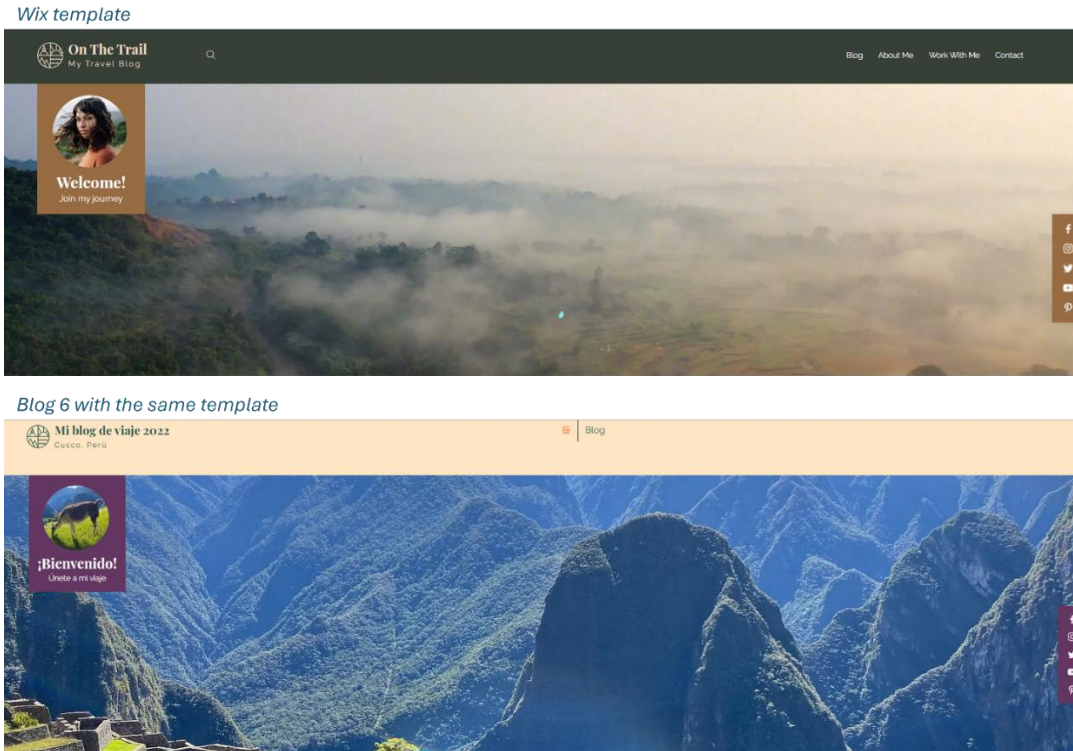 Wix template
On The Trail
My Travel Blog
Blog About Me Work With Me Contact
Welcome!
Join my journey
Blog 6 with the same template
Mi blog de viaje 2022
Cusco, Perú
Blog
¡Bienvenido!
Únete a mi viaje